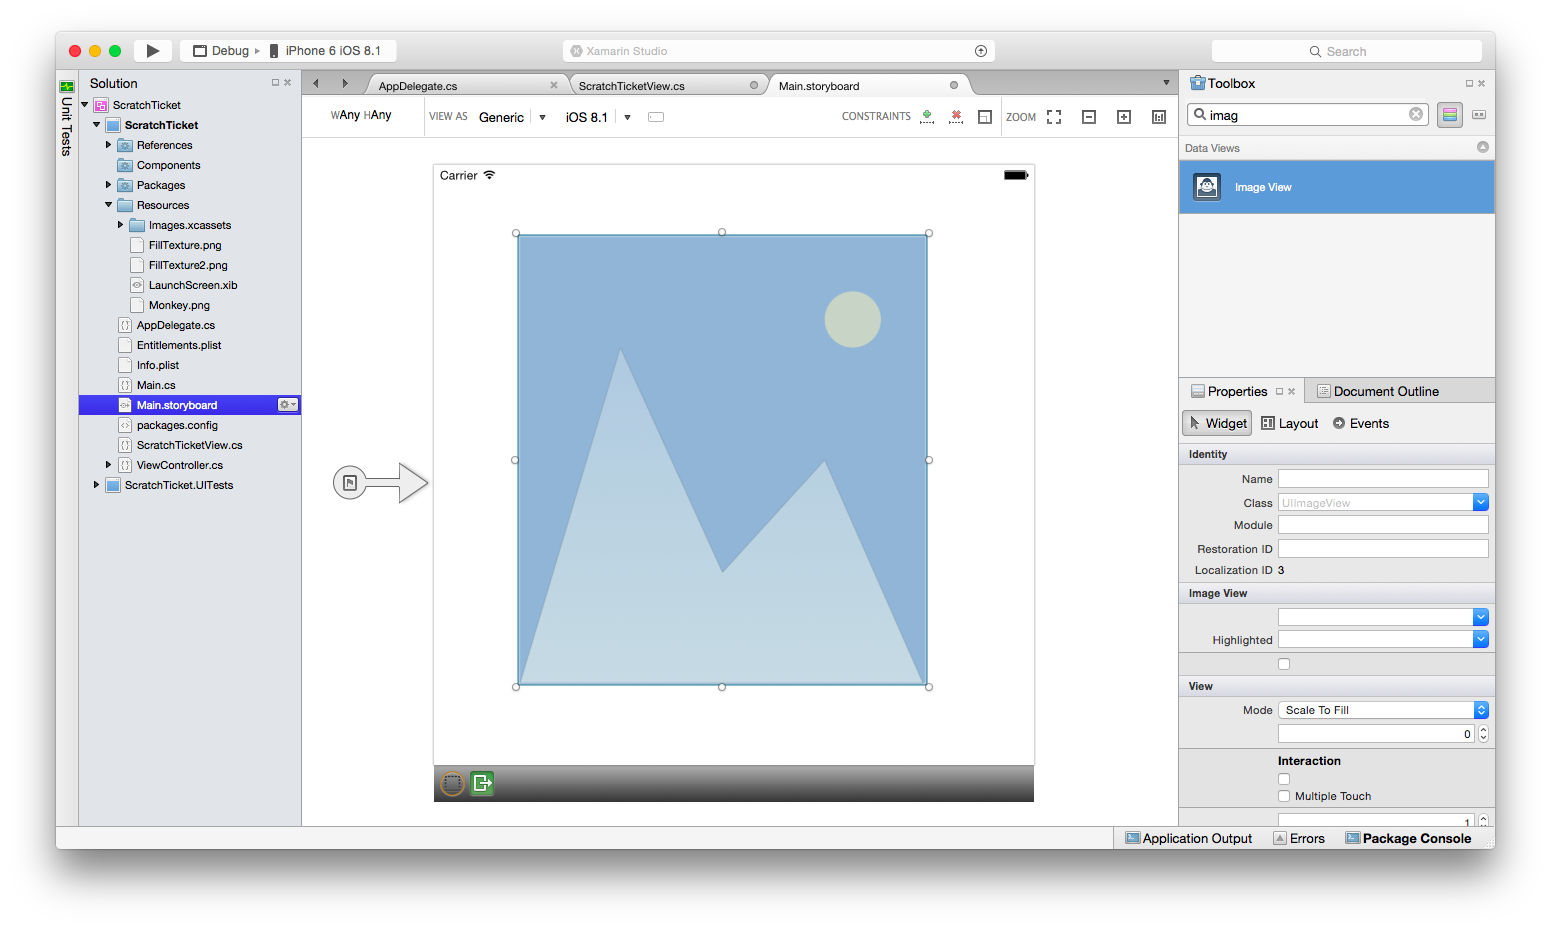 Debug iPhone 6 iOS 8.1
Xamarin Studio
Search
Unit Tests
Solution
ScratchTicket
ScratchTicket
References
Components
Packages
Resources
Images.xcassets
FillTexture.png
FillTexture2.png
LaunchScreen.xib
Monkey.png
AppDelegate.cs
Entitlements.plist
Info.plist
Main.cs
Main.storyboard
packages.config
ScratchTicketView.cs
ViewController.cs
ScratchTicket.UITests
AppDelegate.cs
ScratchTicketView.cs
Main.storyboard
wAny HAny
VIEW AS Generic iOS 8.1
CONSTRAINTS
ZOOM
Carrier
Toolbox
imag
Data Views
Image View
Properties
Document Outline
Widget Layout Events
Identity
Name
Class UIImageView
Module
Restoration ID
Localization ID 3
Image View
Highlighted
View
Mode Scale To Fill
0
Interaction
Multiple Touch
1
Application Output Errors Package Console